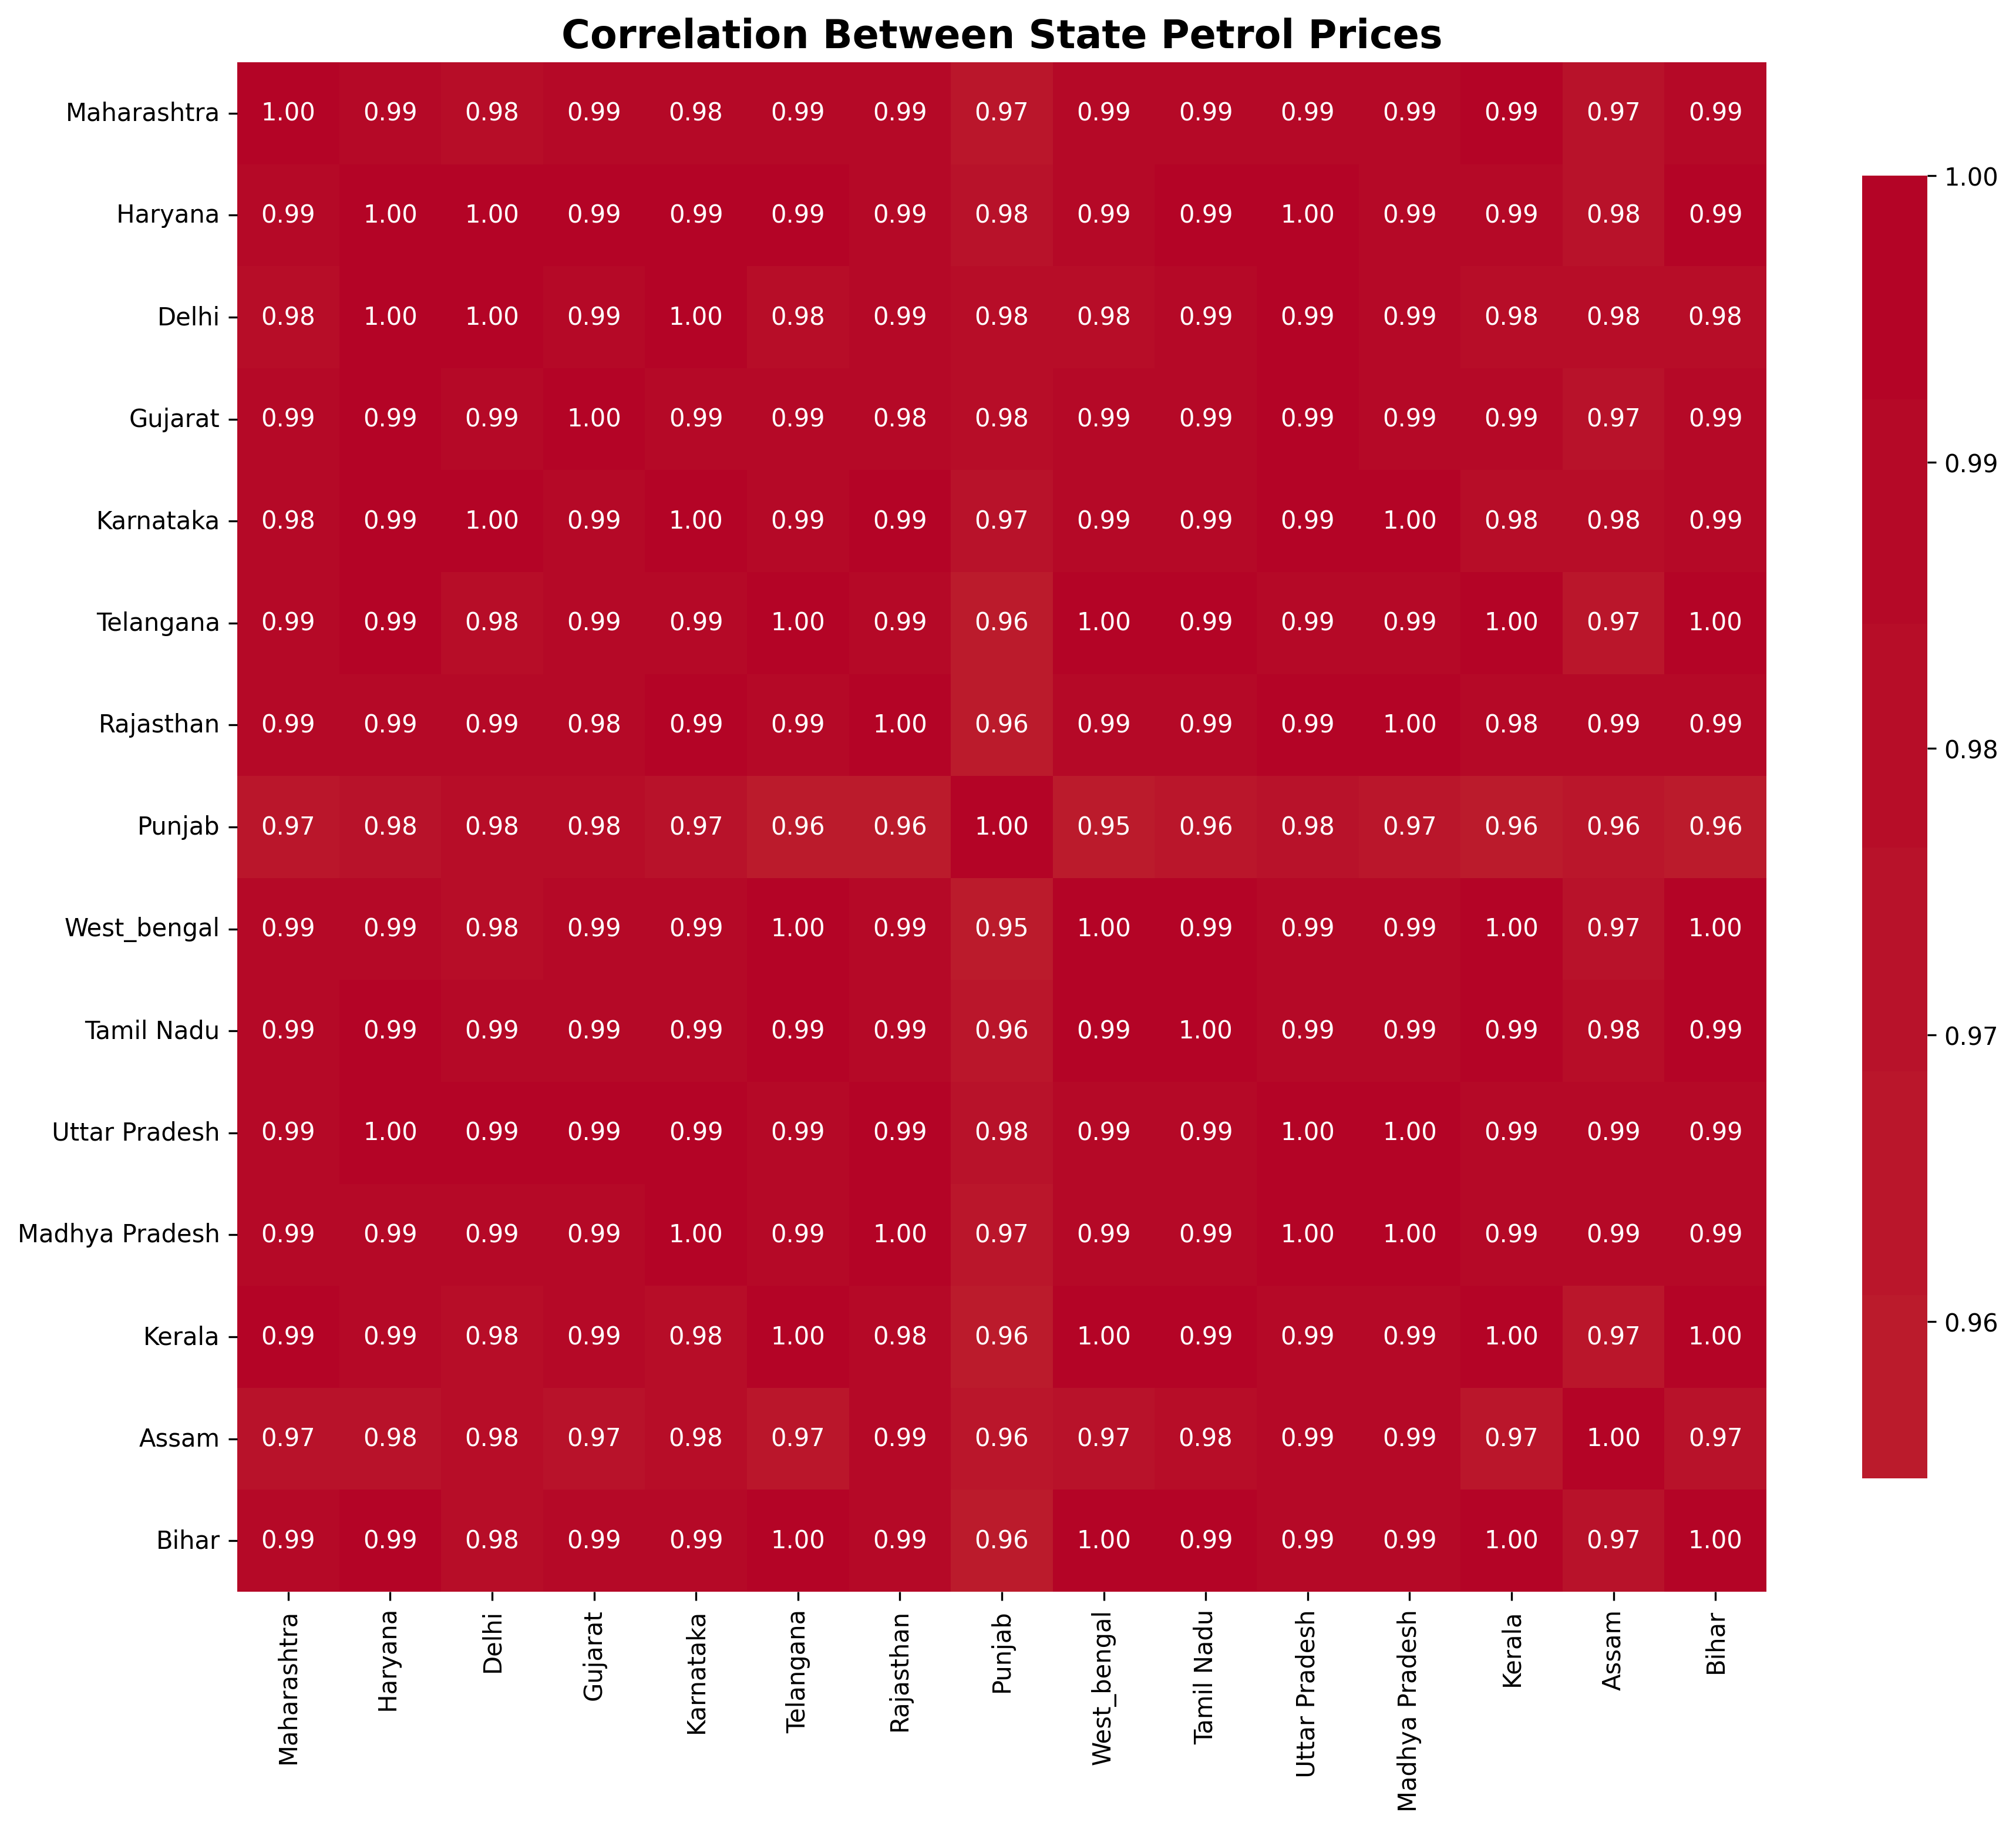 Correlation Between State Petrol Prices
Maharashtra 1.00 0.99 0.98 0.99 0.98 0.99 0.99 0.97 0.99 0.99 0.99 0.99 0.99 0.97 0.99
1.00
Haryana 0.99 1.00 1.00 0.99 0.99 0.99 0.99 0.98 0.99 0.99 1.00 0.99 0.99 0.98 0.99
Delhi 0.98 1.00 1.00 0.99 1.00 0.98 0.99 0.98 0.98 0.99 0.99 0.99 0.98 0.98 0.98
Gujarat 0.99 0.99 0.99 1.00 0.99 0.99 0.98 0.98 0.99 0.99 0.99 0.99 0.99 0.97 0.99
0.99
Karnataka 0.98 0.99 1.00 0.99 1.00 0.99 0.99 0.97 0.99 0.99 0.99 1.00 0.98 0.98 0.99
Telangana 0.99 0.99 0.98 0.99 0.99 1.00 0.99 0.96 1.00 0.99 0.99 0.99 1.00 0.97 1.00
Rajasthan 0.99 0.99 0.99 0.98 0.99 0.99 1.00 0.96 0.99 0.99 0.99 1.00 0.98 0.99 0.99
0.98
Punjab 0.97 0.98 0.98 0.98 0.97 0.96 0.96 1.00 0.95 0.96 0.98 0.97 0.96 0.96 0.96
West_bengal 0.99 0.99 0.98 0.99 0.99 1.00 0.99 0.95 1.00 0.99 0.99 0.99 1.00 0.97 1.00
Tamil Nadu 0.99 0.99 0.99 0.99 0.99 0.99 0.99 0.96 0.99 1.00 0.99 0.99 0.99 0.98 0.99
0.97
Uttar Pradesh 0.99 1.00 0.99 0.99 0.99 0.99 0.99 0.98 0.99 0.99 1.00 1.00 0.99 0.99 0.99
Madhya Pradesh 0.99 0.99 0.99 0.99 1.00 0.99 1.00 0.97 0.99 0.99 1.00 1.00 0.99 0.99 0.99
0.96
Kerala 0.99 0.99 0.98 0.99 0.98 1.00 0.98 0.96 1.00 0.99 0.99 0.99 1.00 0.97 1.00
Assam 0.97 0.98 0.98 0.97 0.98 0.97 0.99 0.96 0.97 0.98 0.99 0.99 0.97 1.00 0.97
Bihar 0.99 0.99 0.98 0.99 0.99 1.00 0.99 0.96 1.00 0.99 0.99 0.99 1.00 0.97 1.00
Maharashtra
Haryana
Delhi
Gujarat
Karnataka
Telangana
Rajasthan
Punjab
West_bengal
Tamil Nadu
Uttar Pradesh
Madhya Pradesh
Kerala
Assam
Bihar